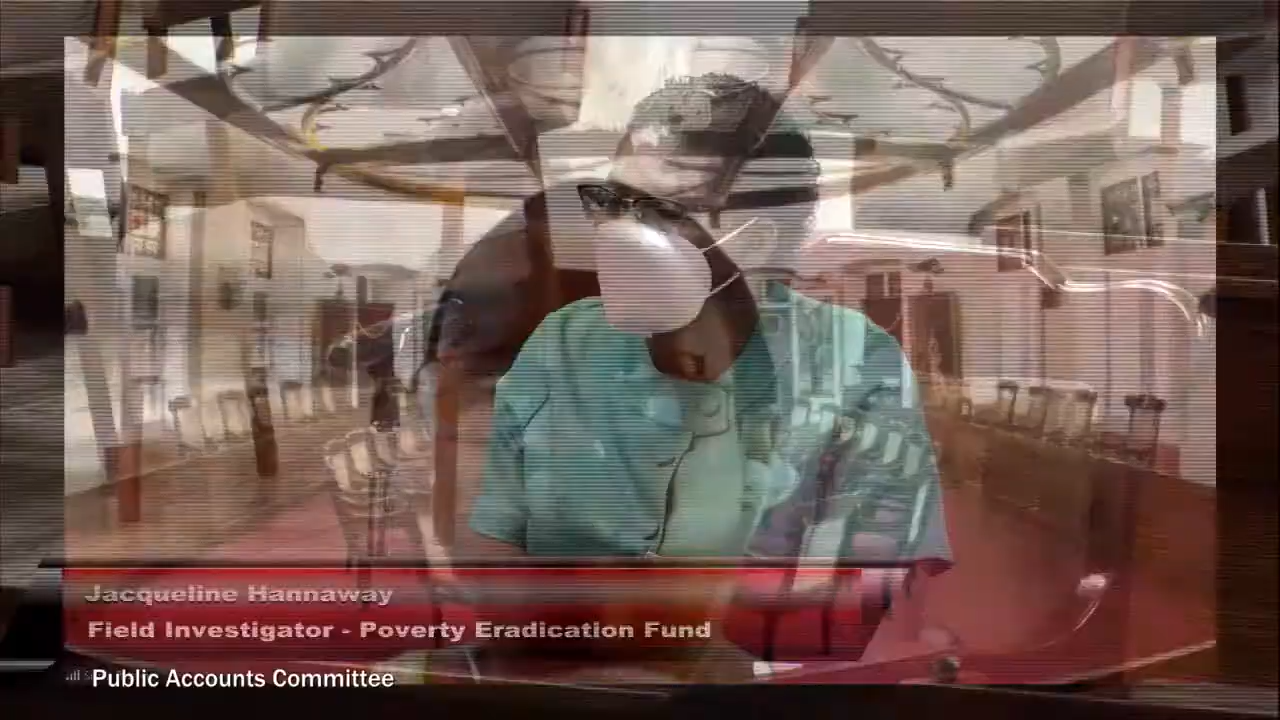 Jacqueline Hannaway
Field Investigator - Poverty Eradication Fund
Public Accounts Committee